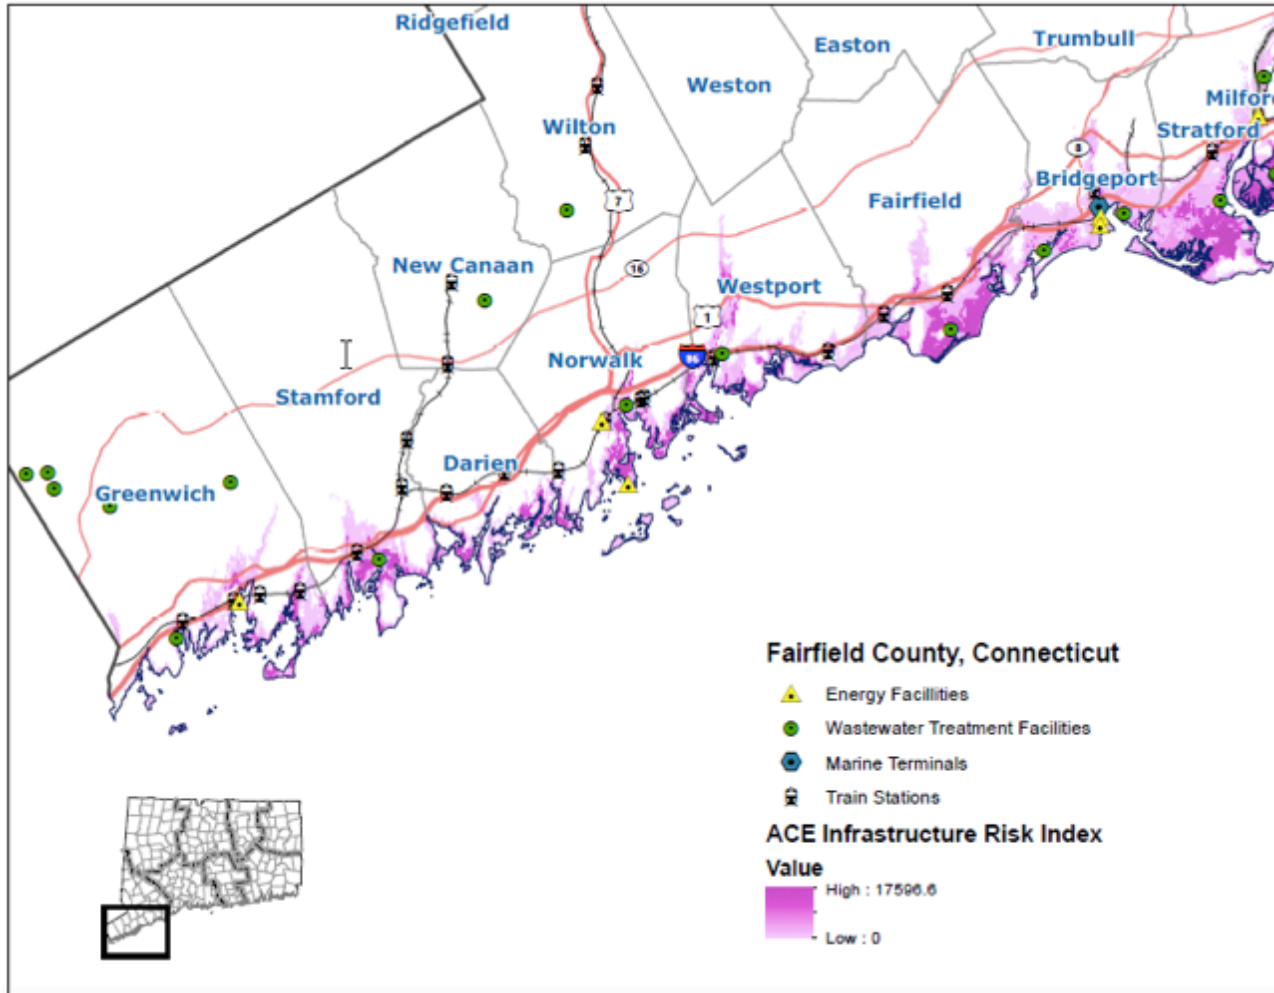 Ridgefield
Easton
Trumbull
Weston
Milford
Wilton
Stratford
8
Bridgeport
7
Fairfield
New Canaan
16
Westport
1
Norwalk
95
Stamford
Darien
Greenwich
Fairfield County, Connecticut
Energy Facillities
Wastewater Treatment Facilities
Marine Terminals
Train Stations
ACE Infrastructure Risk Index
Value
High : 17596.6
Low : 0